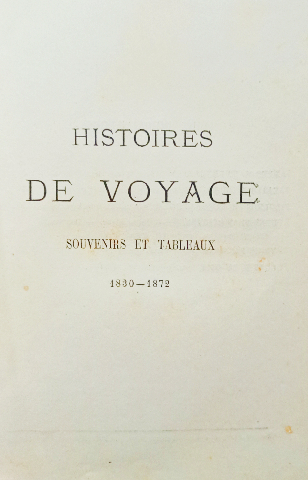 HISTOIRES
DE VOYAGE
SOUVENIRS ET TABLEAUX
1830—1872